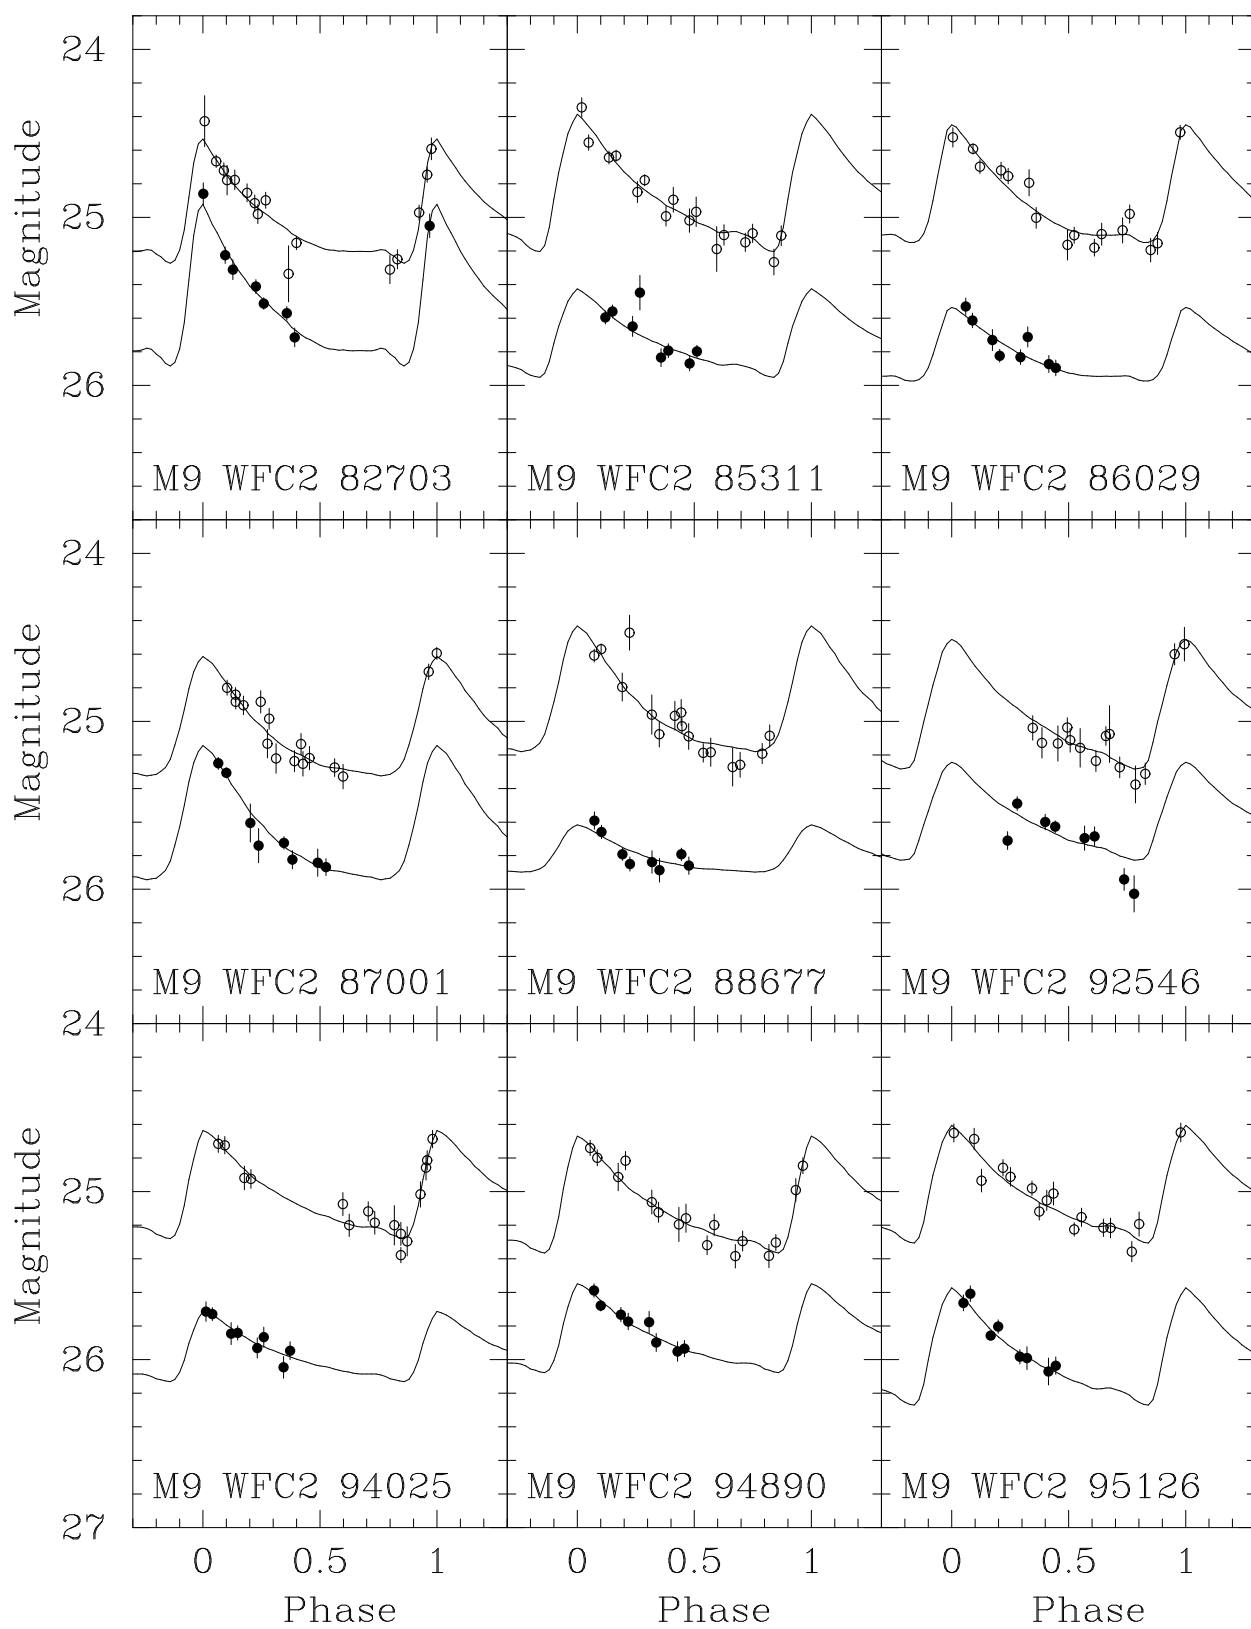 24
25
26
Magnitude
M9 WFC2 82703
M9 WFC2 85311
M9 WFC2 86029
24
25
26
Magnitude
M9 WFC2 87001
M9 WFC2 88677
M9 WFC2 92546
24
25
26
27
Magnitude
M9 WFC2 94025
M9 WFC2 94890
M9 WFC2 95126
0 0.5 1
0 0.5 1
0 0.5 1
Phase
Phase
Phase